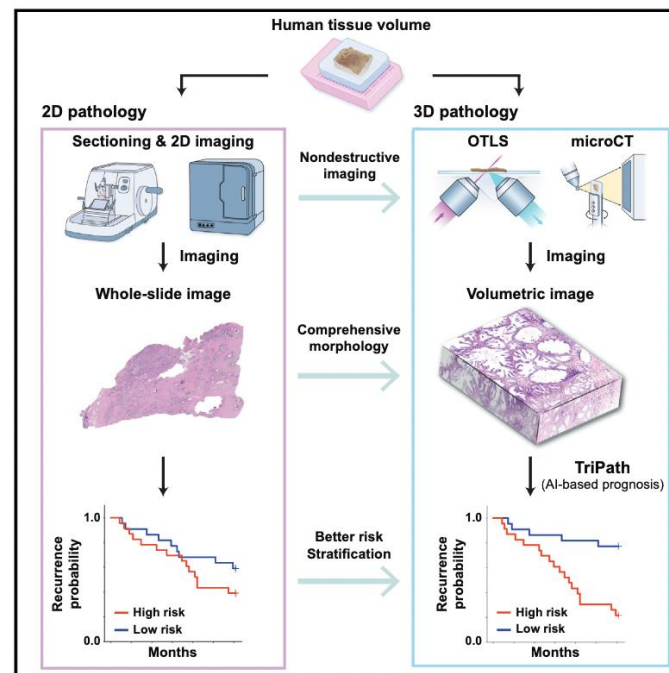 Human tissue volume
2D pathology
3D pathology
Sectioning & 2D imaging
Nondestructive
imaging
OTLS
microCT
Imaging
Imaging
Whole-slide image
Comprehensive
morphology
Volumetric image
TriPath
(AI-based prognosis)
Recurrence
probability
1.0
0.0
High risk
Low risk
Months
Better risk
Stratification
Recurrence
probability
1.0
0.0
High risk
Low risk
Months